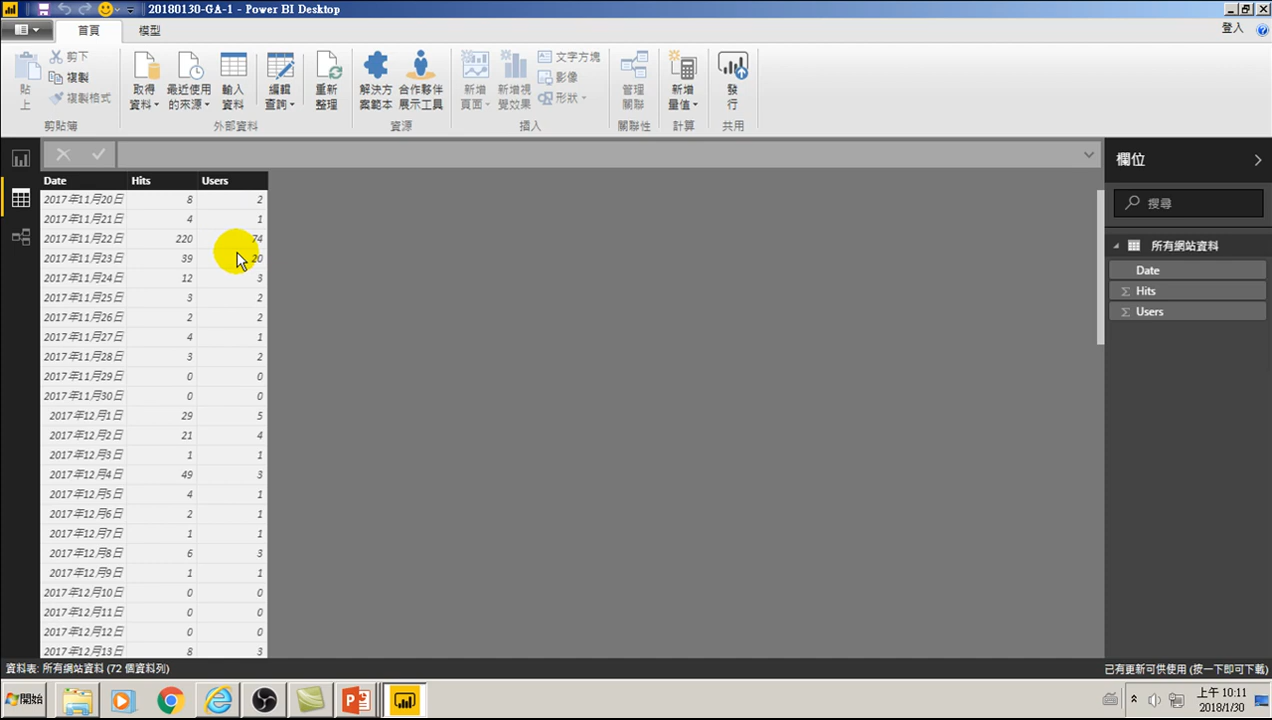 20180130-GA-1 - Power BI Desktop
首頁 模型 登入
貼上 剪下 複製 複製格式 剪貼簿
取得資料 最近使用的來源 輸入資料 編輯查詢 重新整理 外部資料
解決方案範本 合作夥伴展示工具 資源
新增頁面 新增視覺效果 文字方塊 影像 形狀 插入
管理關聯 關聯性
新增量值 計算
發行 共用
Date Hits Users
2017年11月20日 8 2
2017年11月21日 4 1
2017年11月22日 220 74
2017年11月23日 39 20
2017年11月24日 12 3
2017年11月25日 3 2
2017年11月26日 2 2
2017年11月27日 4 1
2017年11月28日 3 2
2017年11月29日 0 0
2017年11月30日 0 0
2017年12月1日 29 5
2017年12月2日 21 4
2017年12月3日 1 1
2017年12月4日 49 3
2017年12月5日 4 1
2017年12月6日 2 1
2017年12月7日 1 1
2017年12月8日 6 3
2017年12月9日 1 1
2017年12月10日 0 0
2017年12月11日 0 0
2017年12月12日 0 0
2017年12月13日 8 3
欄位
搜尋
所有網站資料
Date
Σ Hits
Σ Users
資料表: 所有網站資料 (72 個資料列)
已有更新可供使用 (按一下即可下載)
開始
上午 10:11
2018/1/30